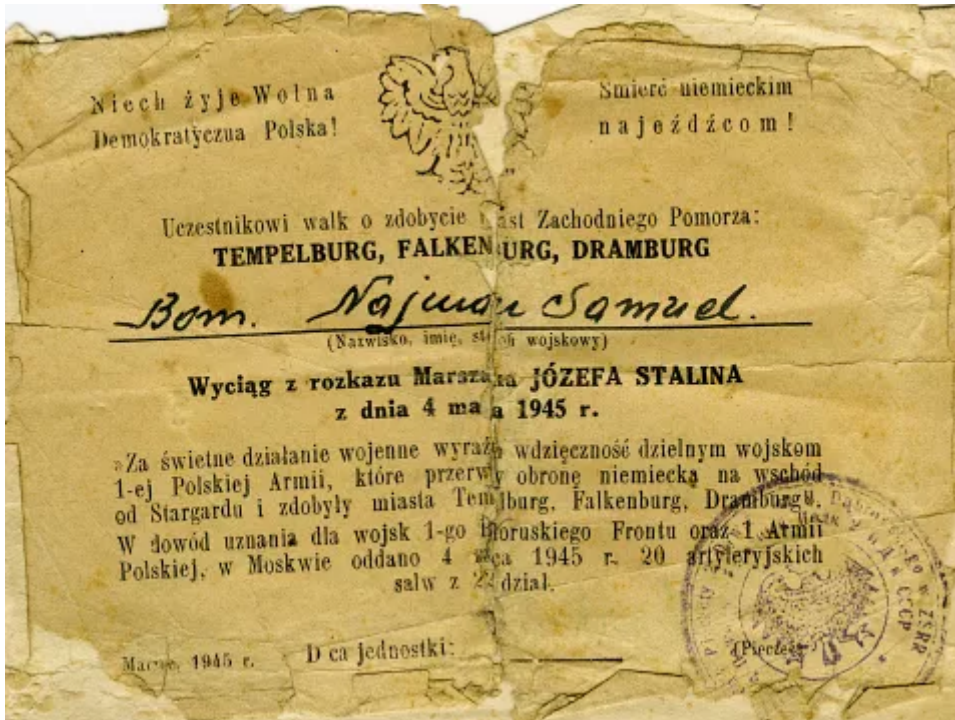 Niech żyje Wolna
Demokratyczna Polska!
Śmierć niemieckim
najeźdźcom!
Uczestnikowi walk o zdobycie miast Zachodniego Pomorza:
TEMPELBURG, FALKENBURG, DRAMBURG
Bom. Najman Samuel.
(Nazwisko, imię, stopień wojskowy)
Wyciąg z rozkazu Marszałka JÓZEFA STALINA
z dnia 4 marca 1945 r.
„Za świetne działanie wojenne wyrażam wdzięczność dzielnym wojskom
1-ej Polskiej Armii, które przerwały obronę niemiecką na wschód
od Stargardu i zdobyły miasta Tempelburg, Falkenburg, Dramburg".
W dowód uznania dla wojsk 1-go Białoruskiego Frontu oraz 1 Armii
Polskiej, w Moskwie oddano 4 marca 1945 r. 20 artyleryjskich
salw z dział.
Marzec, 1945 r.
D ca jednostki:
(Pieczęć)
w ZSRR
СССР